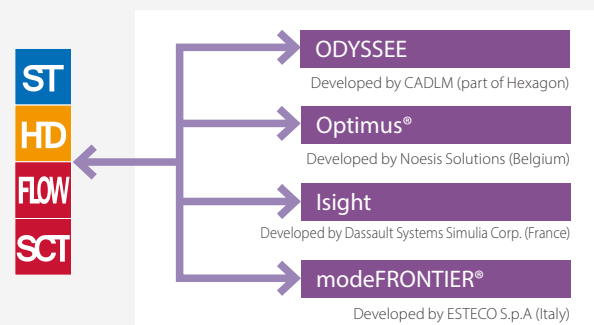 ST
HD
FLOW
SCT
ODYSSEE
Developed by CADLM (part of Hexagon)
Optimus®
Developed by Noesis Solutions (Belgium)
Isight
Developed by Dassault Systems Simulia Corp. (France)
modeFRONTIER®
Developed by ESTECO S.p.A (Italy)